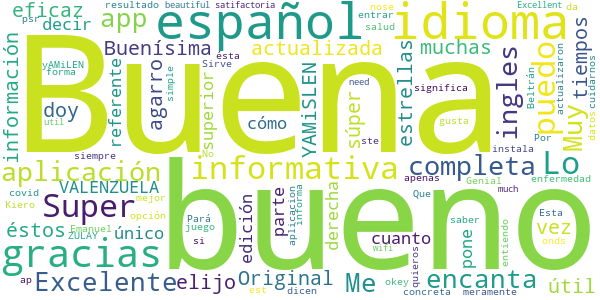 psr
resultado
beautiful
satisfactoria
nose
entrar
salud
Excellent
da
eficaz
decir
app
español
idioma
Buenísima
actualizada
muchas
información
yAMiLEN
forma
doy
útil
referente
agarro
simple
Sirve
esta
superior
No
cómo
YAMiSLEN
súper
need
ste
estrellas
ingles
significa
gusta
puedo
Muy
Beltrán
actualizaron
tiempos
cuidarnos
datos
Buena
siempre
Por
instala
aplicación
VALENZUELA
informativa
completa
Lo
covid
mejor
Kiero
opción
Super
éstos
Emanuel
ZULAY
único
gracias
ap
Excelente
Pará
juego
si
edición
elijo
parte
est
aplicacion
informa
dicen
Original
derecha
wifi
cuanto
Me
okey
bueno
apenas
Que
quieros
concreta
much
pone
encanta
Genial
saber
entiendo
meramente
enfermedad
Esta
vez
onds
útil